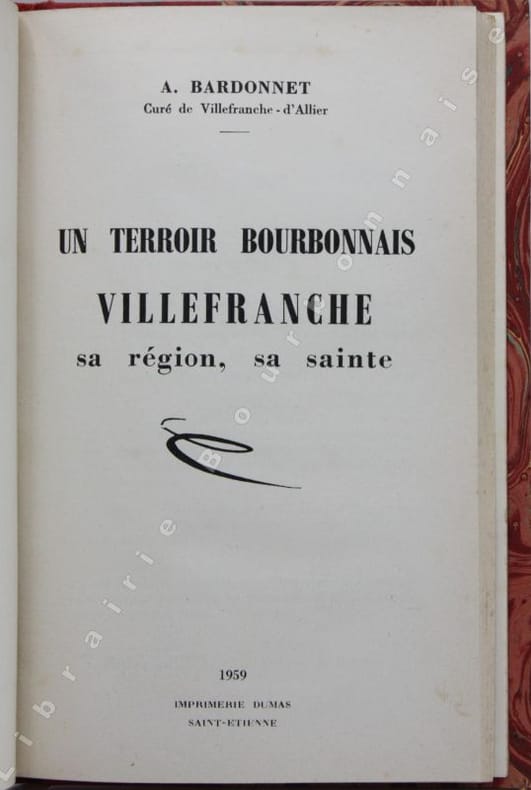 A. BARDONNET
Curé de Villefranche-d'Allier
UN TERROIR BOURBONNAIS
VILLEFRANCHE
sa région, sa sainte
1959
IMPRIMERIE DUMAS
SAINT-ETIENNE
Librairie Bourbonnaise